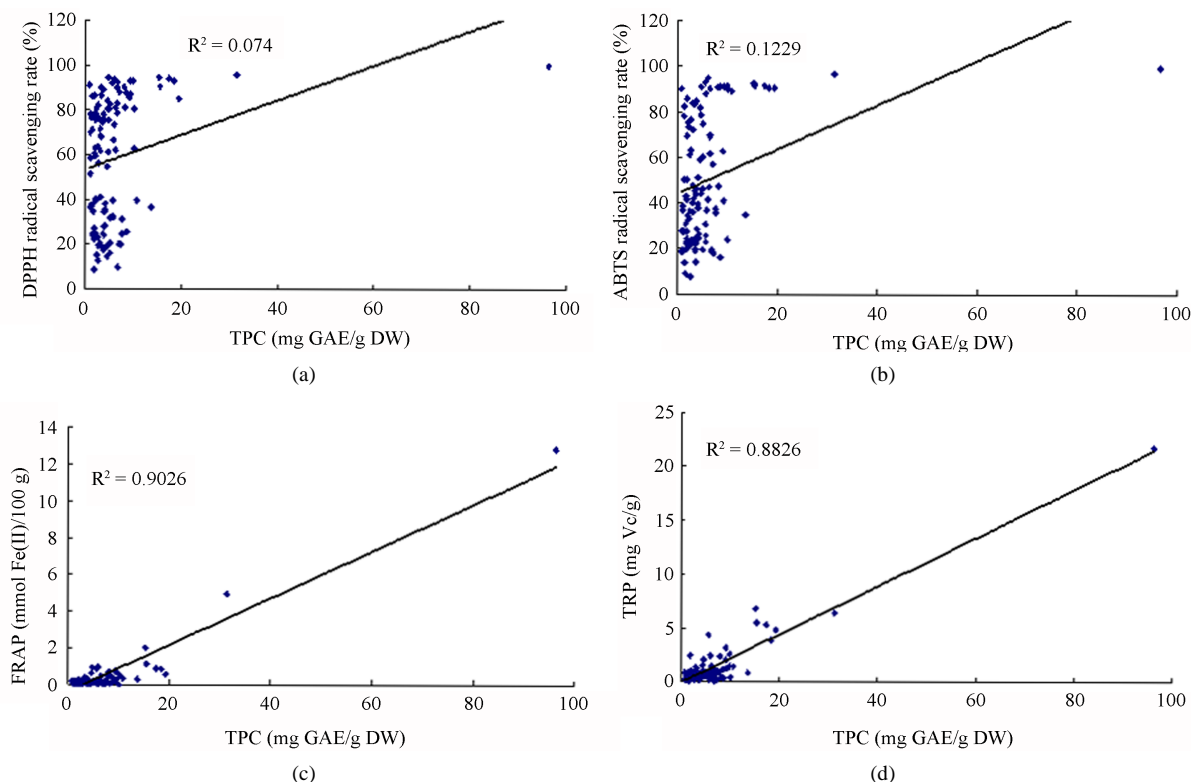 120
100
80
60
40
20
0
DPPH radical scavenging rate (%)
R² = 0.074
0 20 40 60 80 100
TPC (mg GAE/g DW)
(a)
120
100
80
60
40
20
0
ABTS radical scavenging rate (%)
R² = 0.1229
0 20 40 60 80 100
TPC (mg GAE/g DW)
(b)
14
12
10
8
6
4
2
0
FRAP (mmol Fe(II)/100 g)
R² = 0.9026
0 20 40 60 80 100
TPC (mg GAE/g DW)
(c)
25
20
15
10
5
0
TRP (mg Vc/g)
R² = 0.8826
0 20 40 60 80 100
TPC (mg GAE/g DW)
(d)